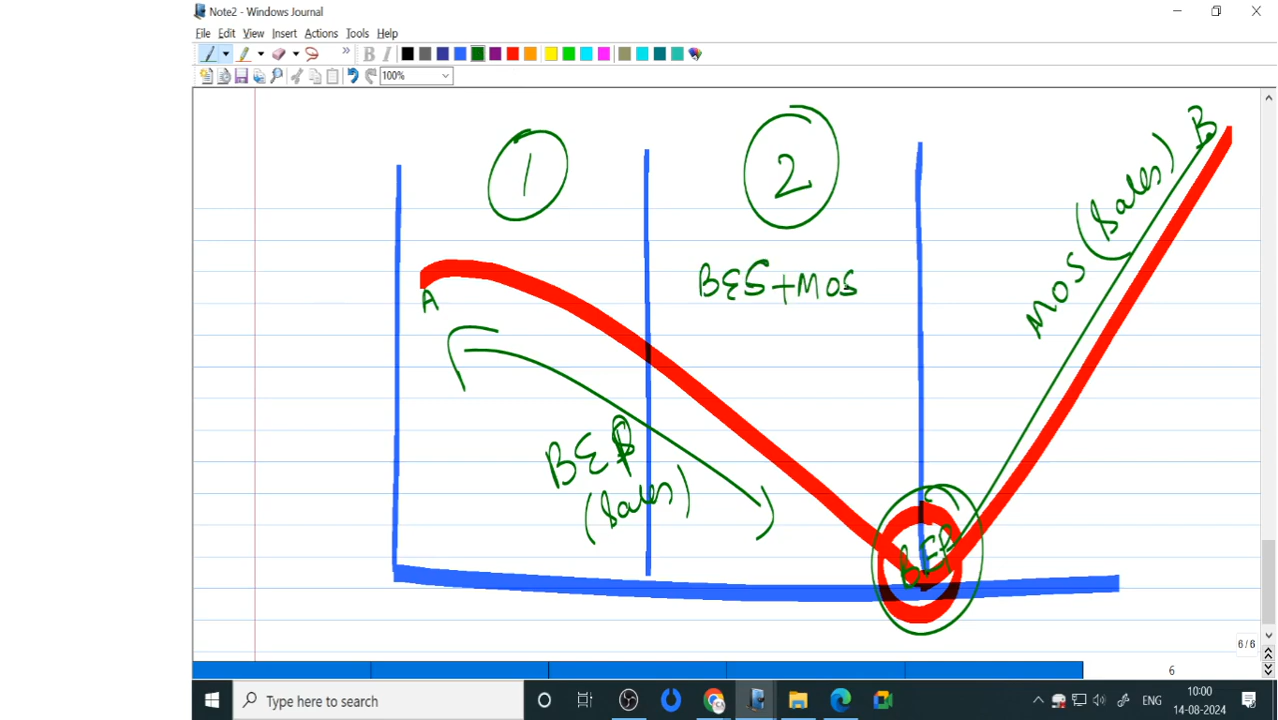 Note2 - Windows Journal
File Edit View Insert Actions Tools Help
B I
100%
1
2
B
MOS (Sales)
A
BES+MOS
BEP
(Sales)
BEP
6 / 6
6
Type here to search
ENG
10:00
14-08-2024